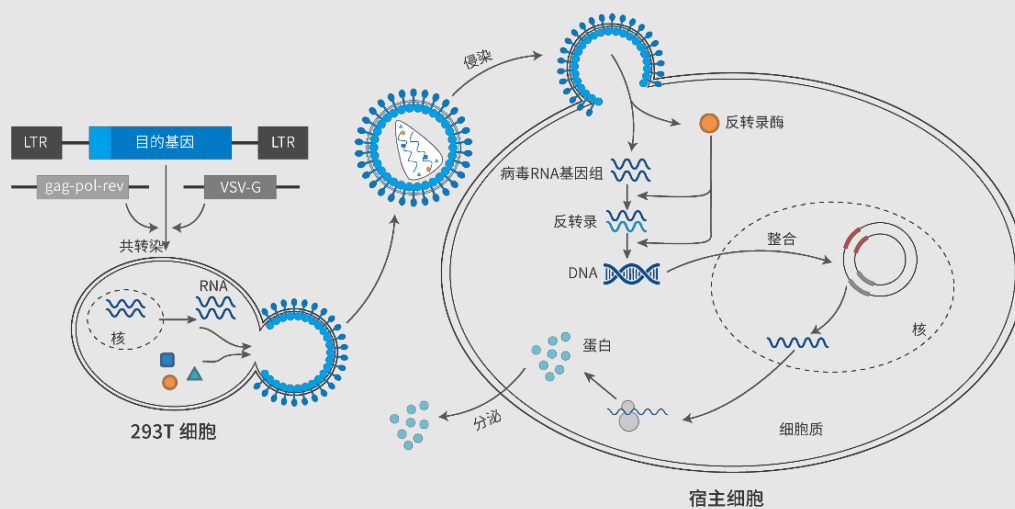 侵染
LTR
目的基因
LTR
反转录酶
gag-pol-rev
VSV-G
病毒RNA基因组
共转染
反转录
整合
DNA
RNA
核
核
蛋白
分泌
细胞质
293T 细胞
宿主细胞